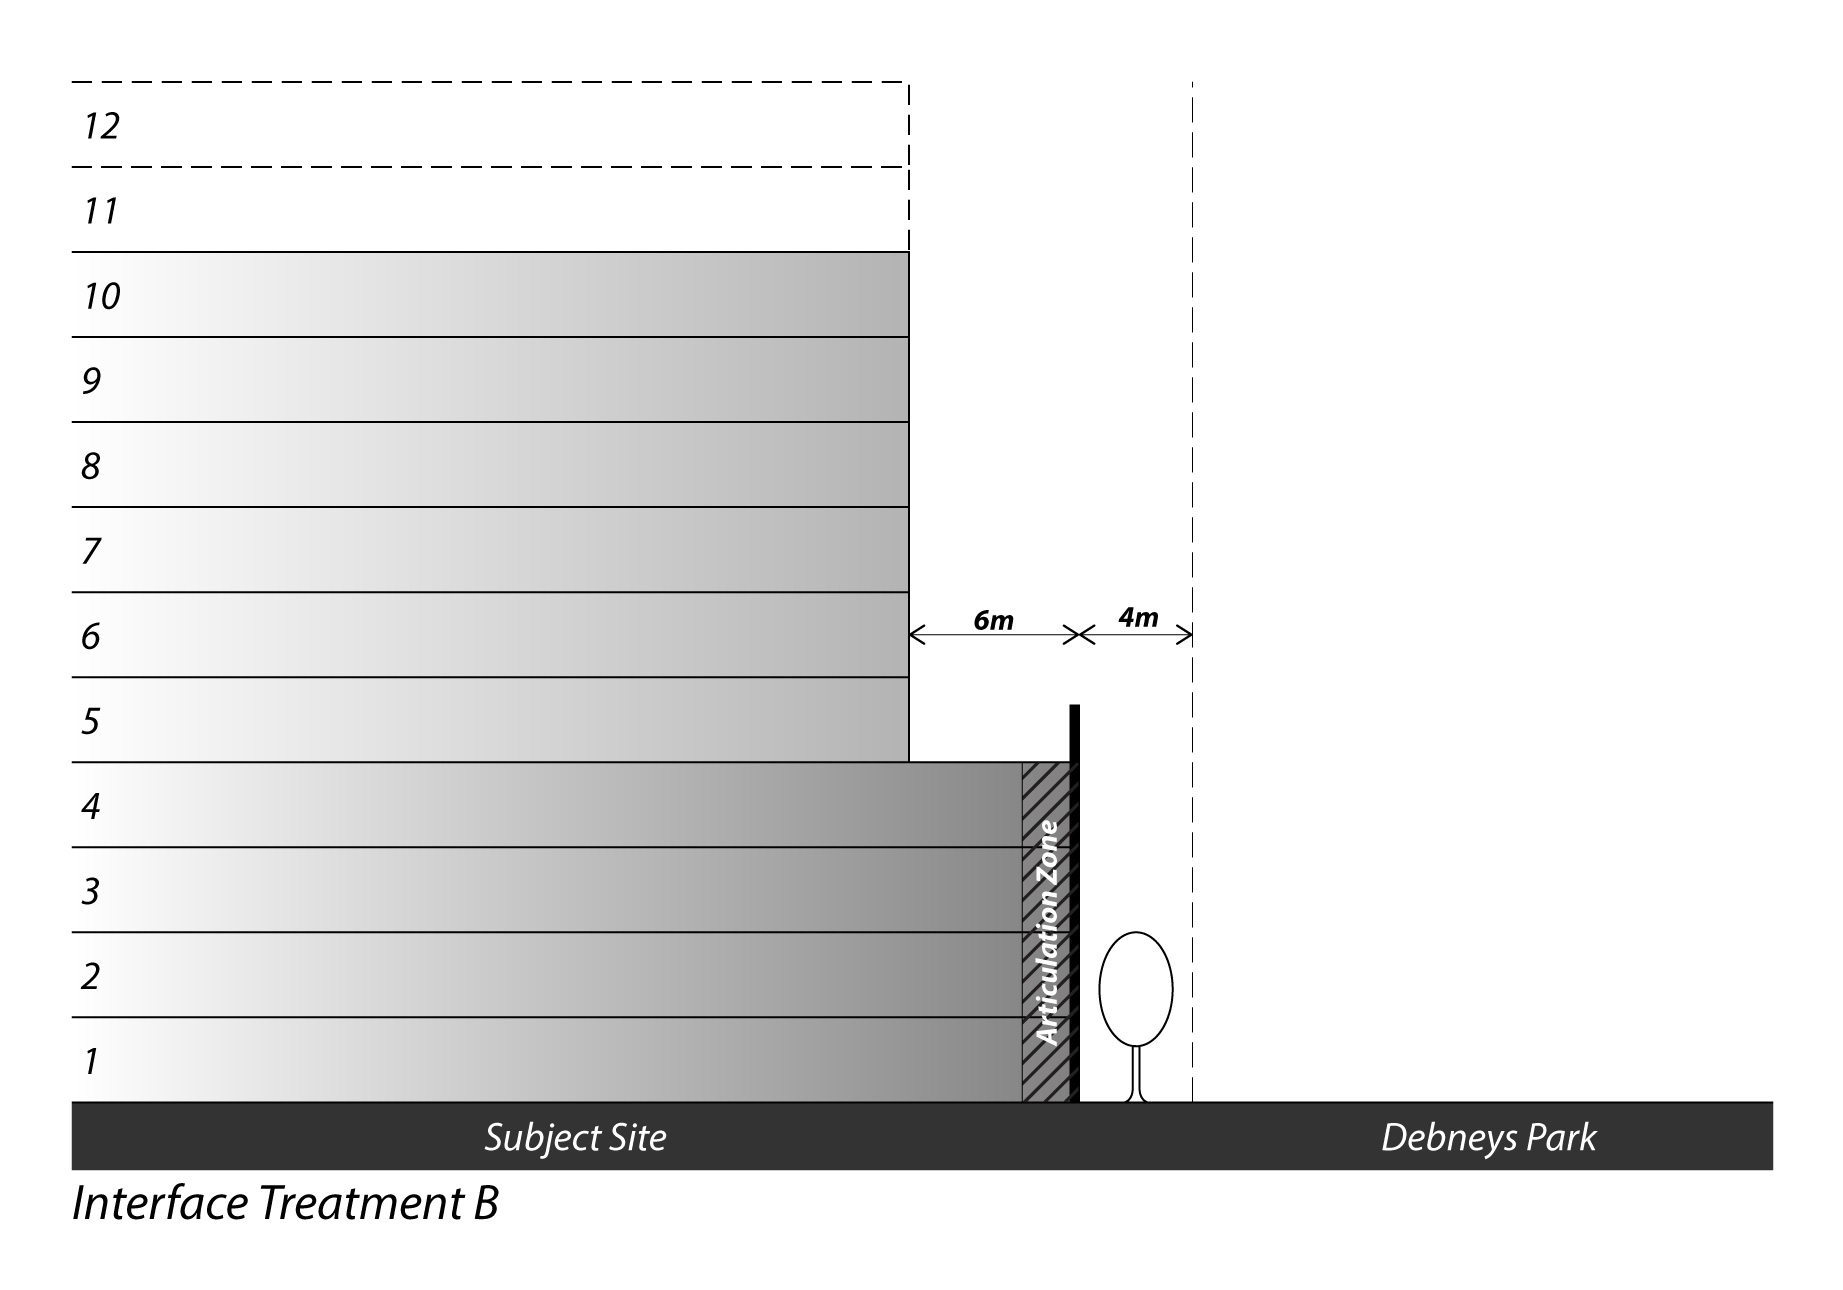 12
11
10
9
8
7
6
6m
4m
5
4
3
2
1
Articulation Zone
Subject Site
Debneys Park
Interface Treatment B